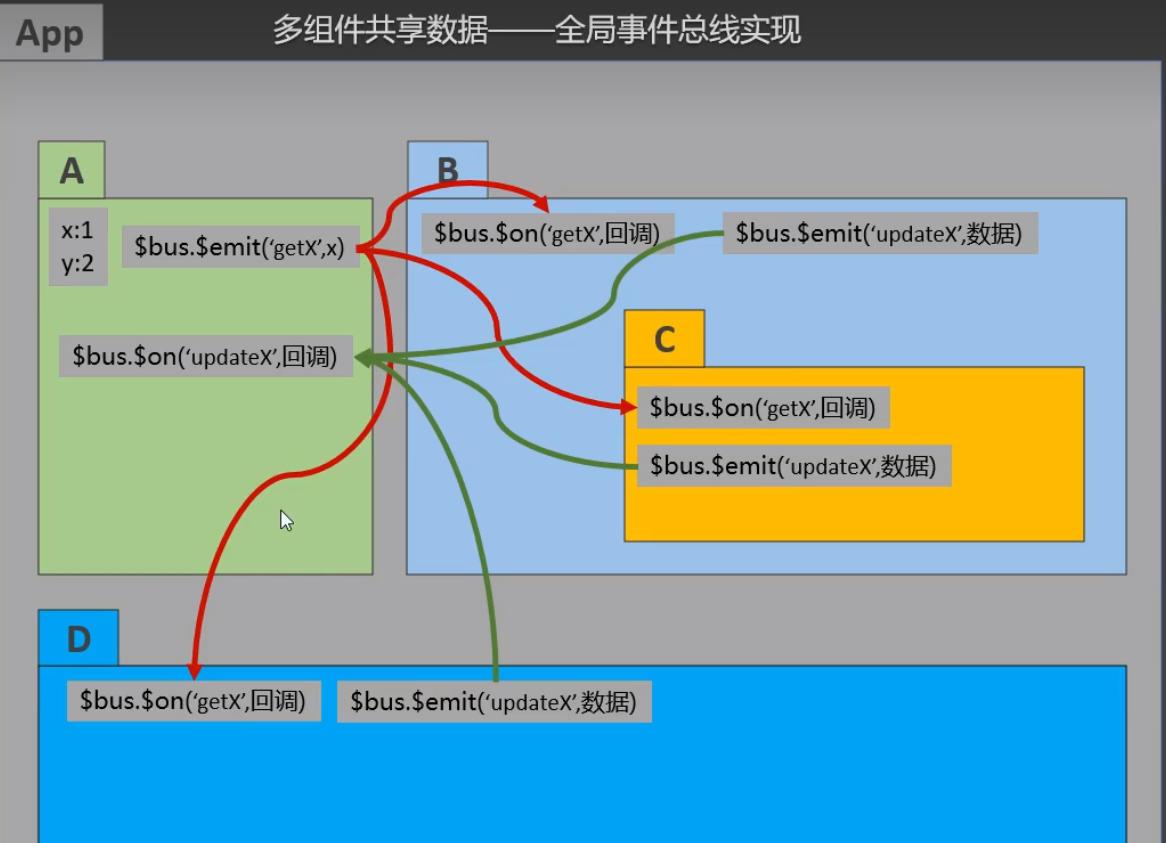 App
多组件共享数据——全局事件总线实现
A
x:1
y:2
$bus.$emit(‘getX’,x)
$bus.$on(‘updateX’,回调)
B
$bus.$on(‘getX’,回调)
$bus.$emit(‘updateX’,数据)
C
$bus.$on(‘getX’,回调)
$bus.$emit(‘updateX’,数据)
D
$bus.$on(‘getX’,回调)
$bus.$emit(‘updateX’,数据)